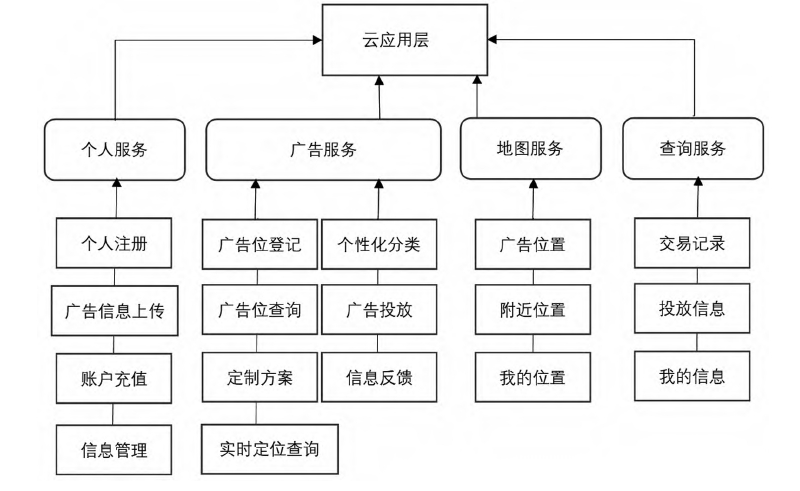 云应用层
个人服务
广告服务
地图服务
查询服务
个人注册
广告位登记
个性化分类
广告位置
交易记录
广告信息上传
广告位查询
广告投放
附近位置
投放信息
账户充值
定制方案
信息反馈
我的位置
我的信息
信息管理
实时定位查询